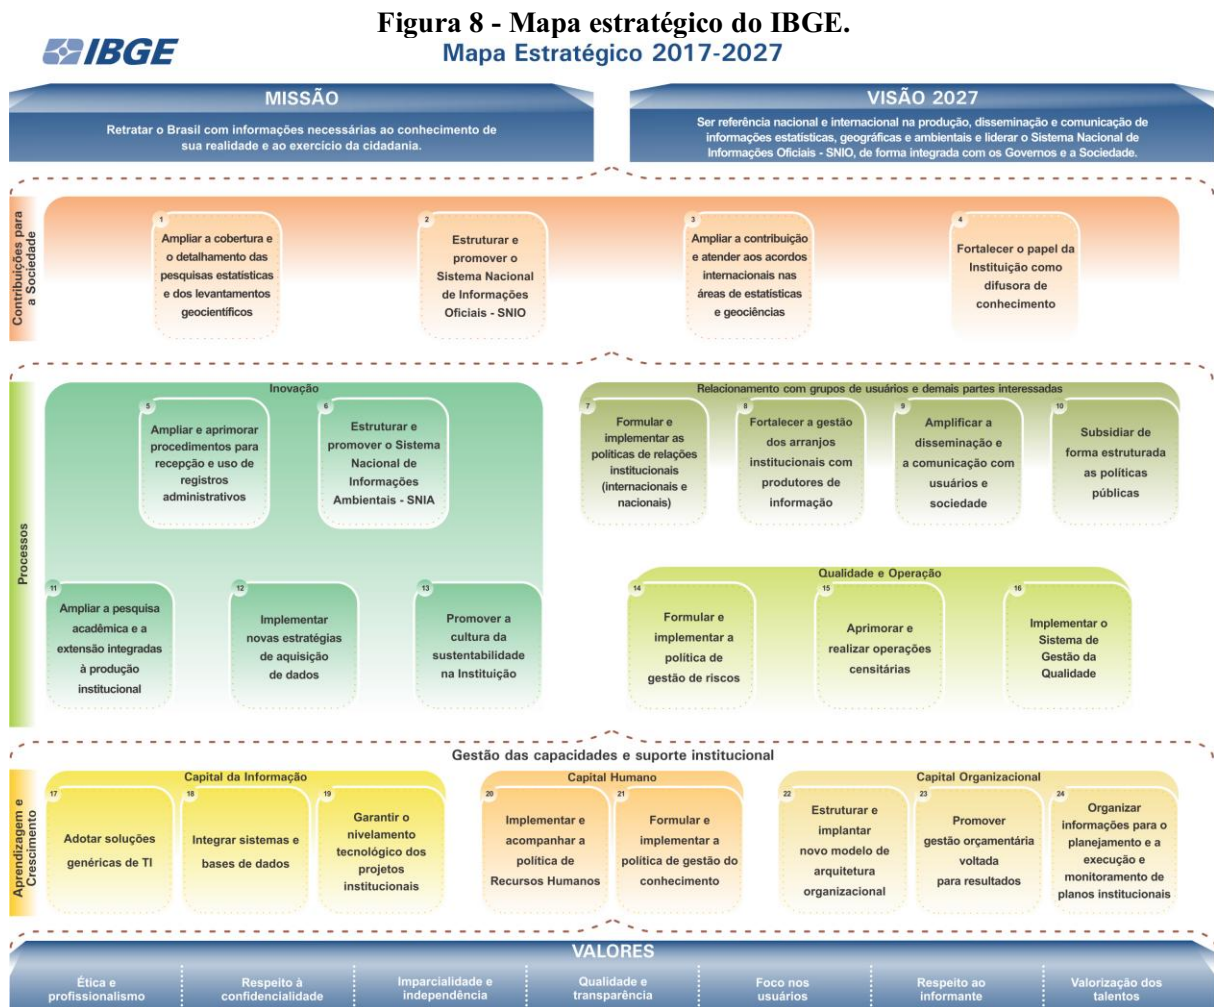 Figura 8 - Mapa estratégico do IBGE.
IBGE
Mapa Estratégico 2017-2027
MISSÃO
Retratar o Brasil com informações necessárias ao conhecimento de
sua realidade e ao exercício da cidadania.
VISÃO 2027
Ser referência nacional e internacional na produção, disseminação e comunicação de
informações estatísticas, geográficas e ambientais e liderar o Sistema Nacional de
Informações Oficiais - SNIO, de forma integrada com os Governos e a Sociedade.
Contribuições para
a Sociedade
1
Ampliar a cobertura e
o detalhamento das
pesquisas estatísticas
e dos levantamentos
geocientíficos
2
Estruturar e
promover o
Sistema Nacional
de Informações
Oficiais - SNIO
3
Ampliar a contribuição
e atender aos acordos
internacionais nas
áreas de estatísticas
e geociências
4
Fortalecer o papel da
Instituição como
difusora de
conhecimento
Processos
Inovação
5
Ampliar e aprimorar
procedimentos para
recepção e uso de
registros
administrativos
6
Estruturar e
promover o Sistema
Nacional de
Informações
Ambientais - SNIA
Relacionamento com grupos de usuários e demais partes interessadas
7
Formular e
implementar as
políticas de relações
institucionais
(internacionais e
nacionais)
8
Fortalecer a gestão
dos arranjos
institucionais com
produtores de
informação
9
Amplificar a
disseminação e
a comunicação com
usuários e
sociedade
10
Subsidiar de
forma estruturada
as políticas
públicas
11
Ampliar a pesquisa
acadêmica e a
extensão integradas
à produção
institucional
12
Implementar
novas estratégias
de aquisição
de dados
13
Promover a
cultura da
sustentabilidade
na Instituição
Qualidade e Operação
14
Formular e
implementar a
política de
gestão de riscos
15
Aprimorar e
realizar operações
censitárias
16
Implementar o
Sistema de
Gestão da
Qualidade
Gestão das capacidades e suporte institucional
Aprendizagem e
Crescimento
Capital da Informação
17
Adotar soluções
genéricas de TI
18
Integrar sistemas e
bases de dados
19
Garantir o
nivelamento
tecnológico dos
projetos
institucionais
Capital Humano
20
Implementar e
acompanhar a
política de
Recursos Humanos
21
Formular e
implementar a
política de gestão do
conhecimento
Capital Organizacional
22
Estruturar e
implantar
novo modelo de
arquitetura
organizacional
23
Promover
gestão orçamentária
voltada
para resultados
24
Organizar
informações para o
planejamento e a
execução e
monitoramento de
planos institucionais
VALORES
Ética e
profissionalismo
Respeito à
confidencialidade
Imparcialidade e
independência
Qualidade e
transparência
Foco nos
usuários
Respeito ao
informante
Valorização dos
talentos